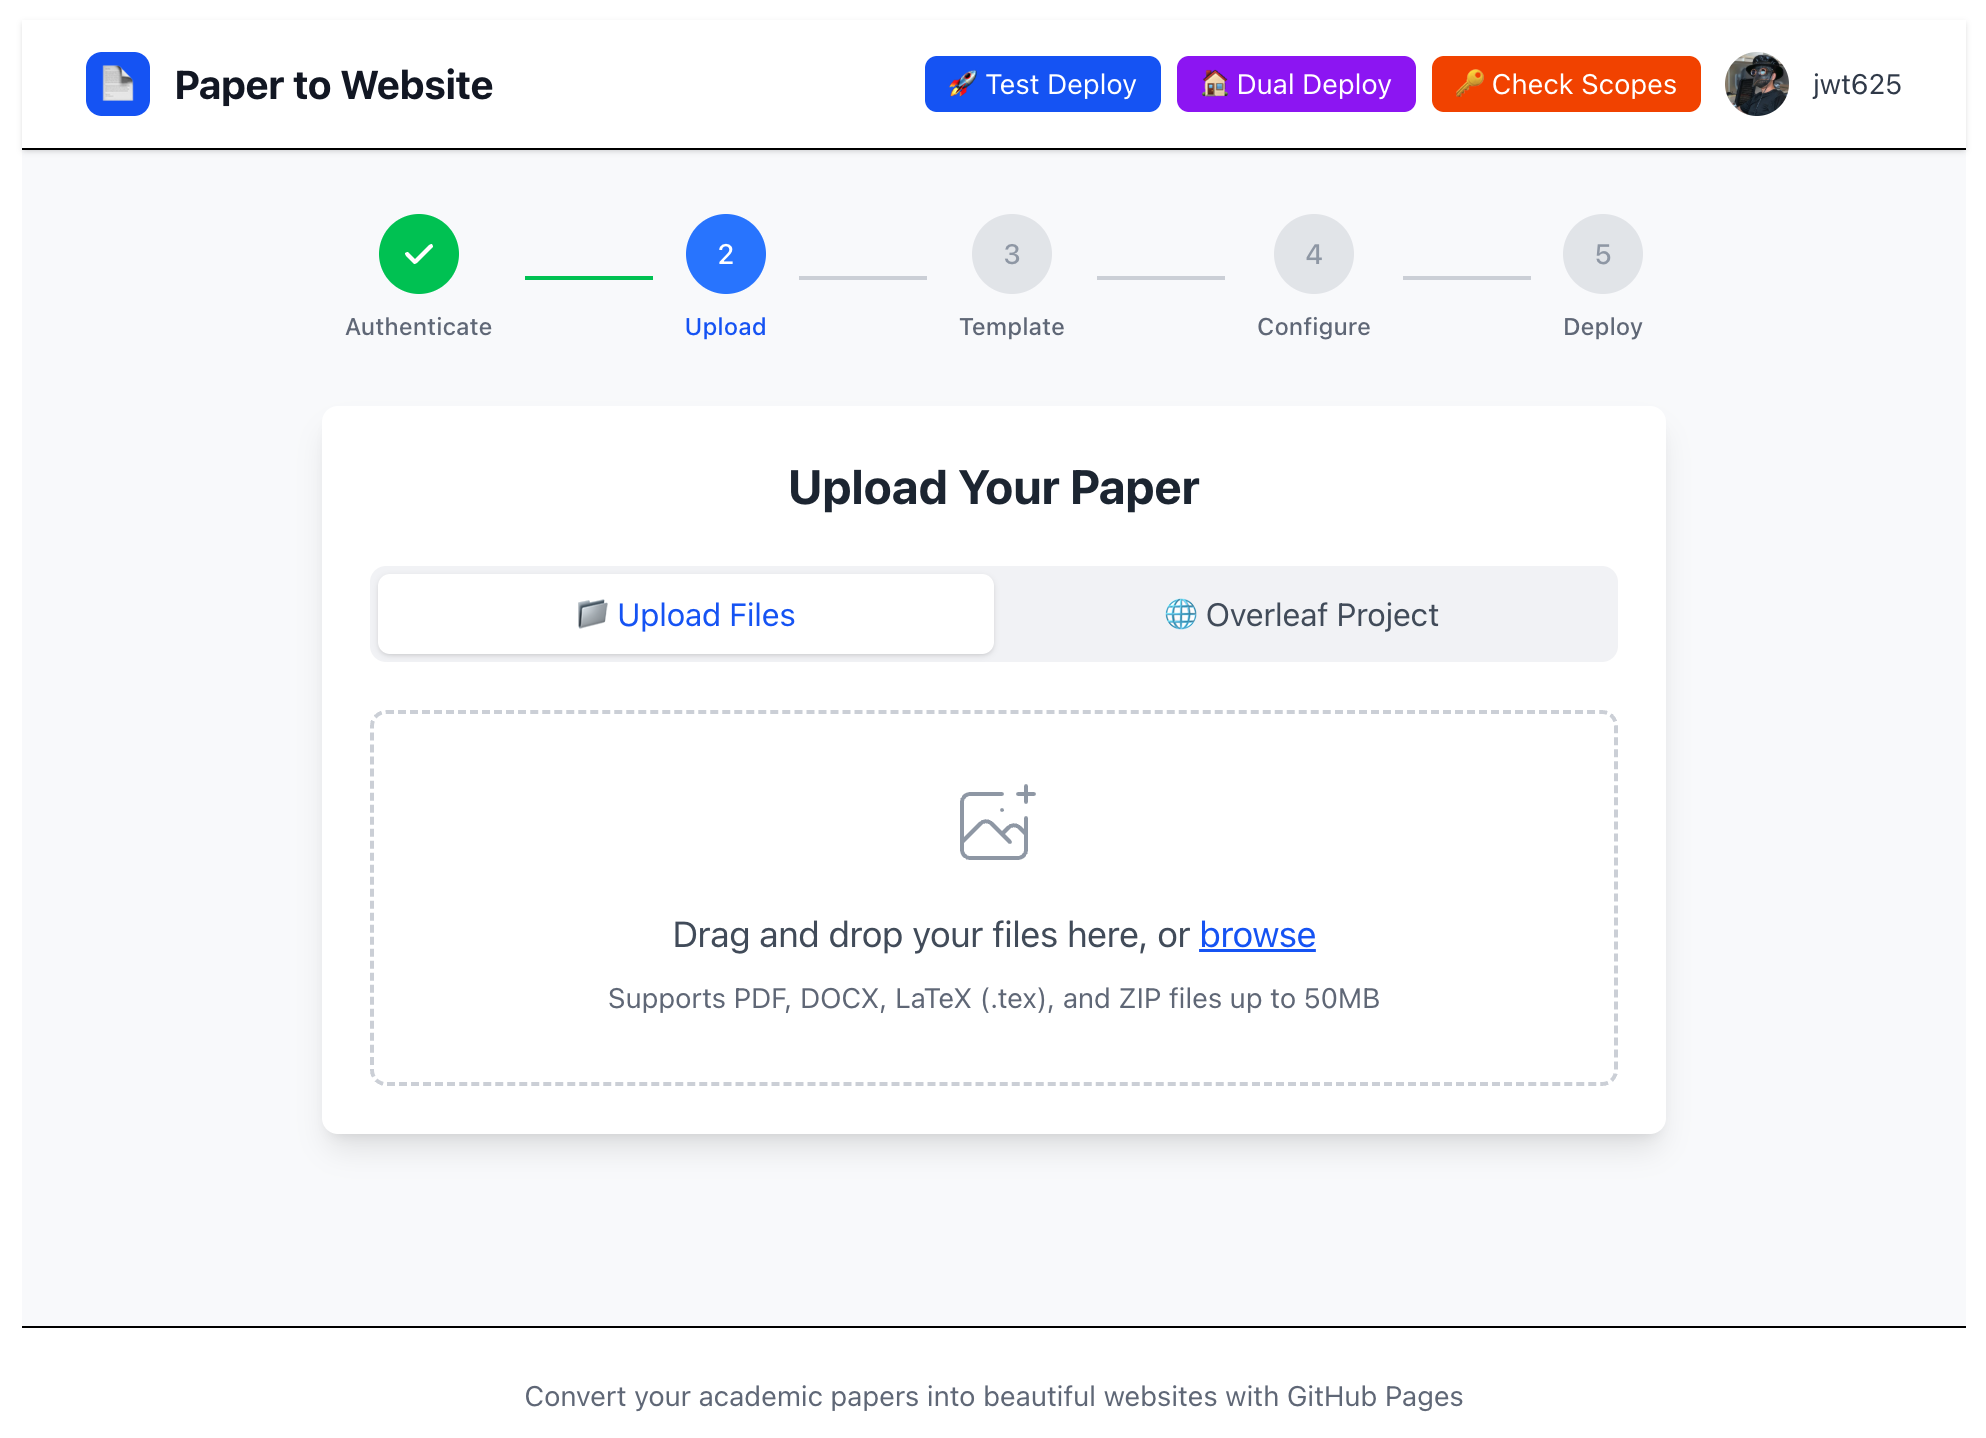 Paper to Website
🚀 Test Deploy
🏠 Dual Deploy
🔑 Check Scopes
jwt625
2
3
4
5
Authenticate
Upload
Template
Configure
Deploy
Upload Your Paper
📁 Upload Files
🌐 Overleaf Project
Drag and drop your files here, or browse
Supports PDF, DOCX, LaTeX (.tex), and ZIP files up to 50MB
Convert your academic papers into beautiful websites with GitHub Pages